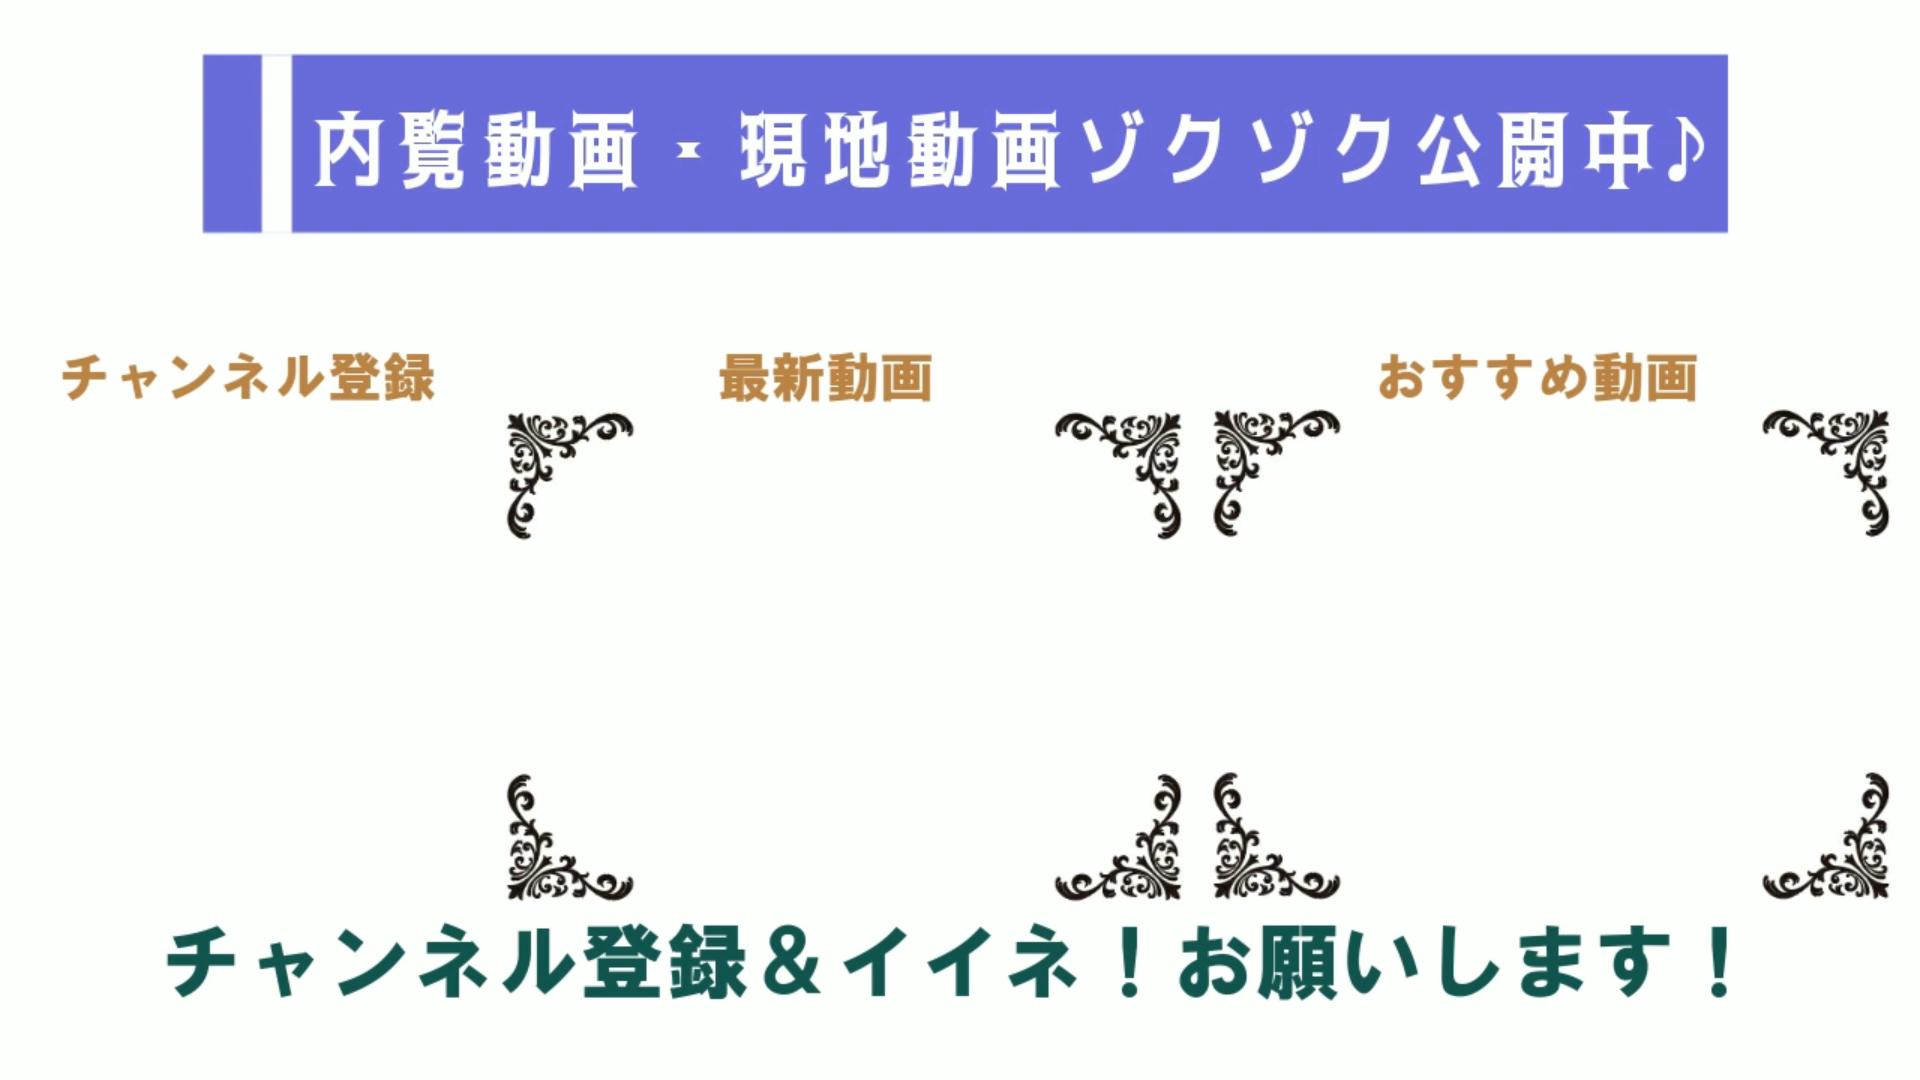 内覧動画・現地動画ゾクゾク公開中♪
チャンネル登録
最新動画
おすすめ動画
チャンネル登録＆イイネ！お願いします！